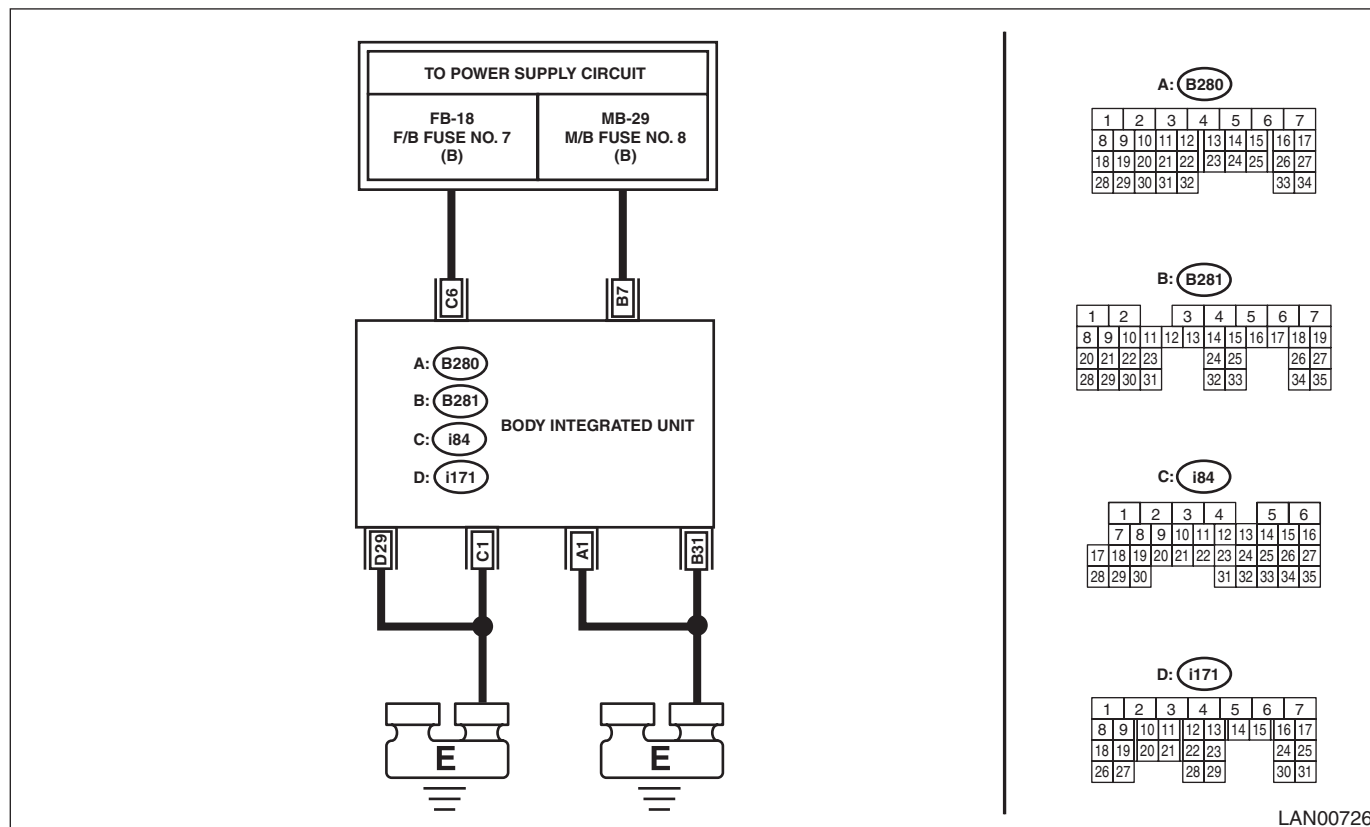 TO POWER SUPPLY CIRCUIT
FB-18
F/B FUSE NO. 7
(B)
MB-29
M/B FUSE NO. 8
(B)
C6
B7
A: B280
B: B281
C: i84
D: i171
BODY INTEGRATED UNIT
D29
C1
A1
B31
E
E
A: B280
1 2 3 4 5 6 7
8 9 10 11 12 13 14 15 16 17
18 19 20 21 22 23 24 25 26 27
28 29 30 31 32 33 34
B: B281
1 2 3 4 5 6 7
8 9 10 11 12 13 14 15 16 17 18 19
20 21 22 23 24 25 26 27
28 29 30 31 32 33 34 35
C: i84
1 2 3 4 5 6
7 8 9 10 11 12 13 14 15 16
17 18 19 20 21 22 23 24 25 26 27
28 29 30 31 32 33 34 35
D: i171
1 2 3 4 5 6 7
8 9 10 11 12 13 14 15 16 17
18 19 20 21 22 23 24 25
26 27 28 29 30 31
LAN00726